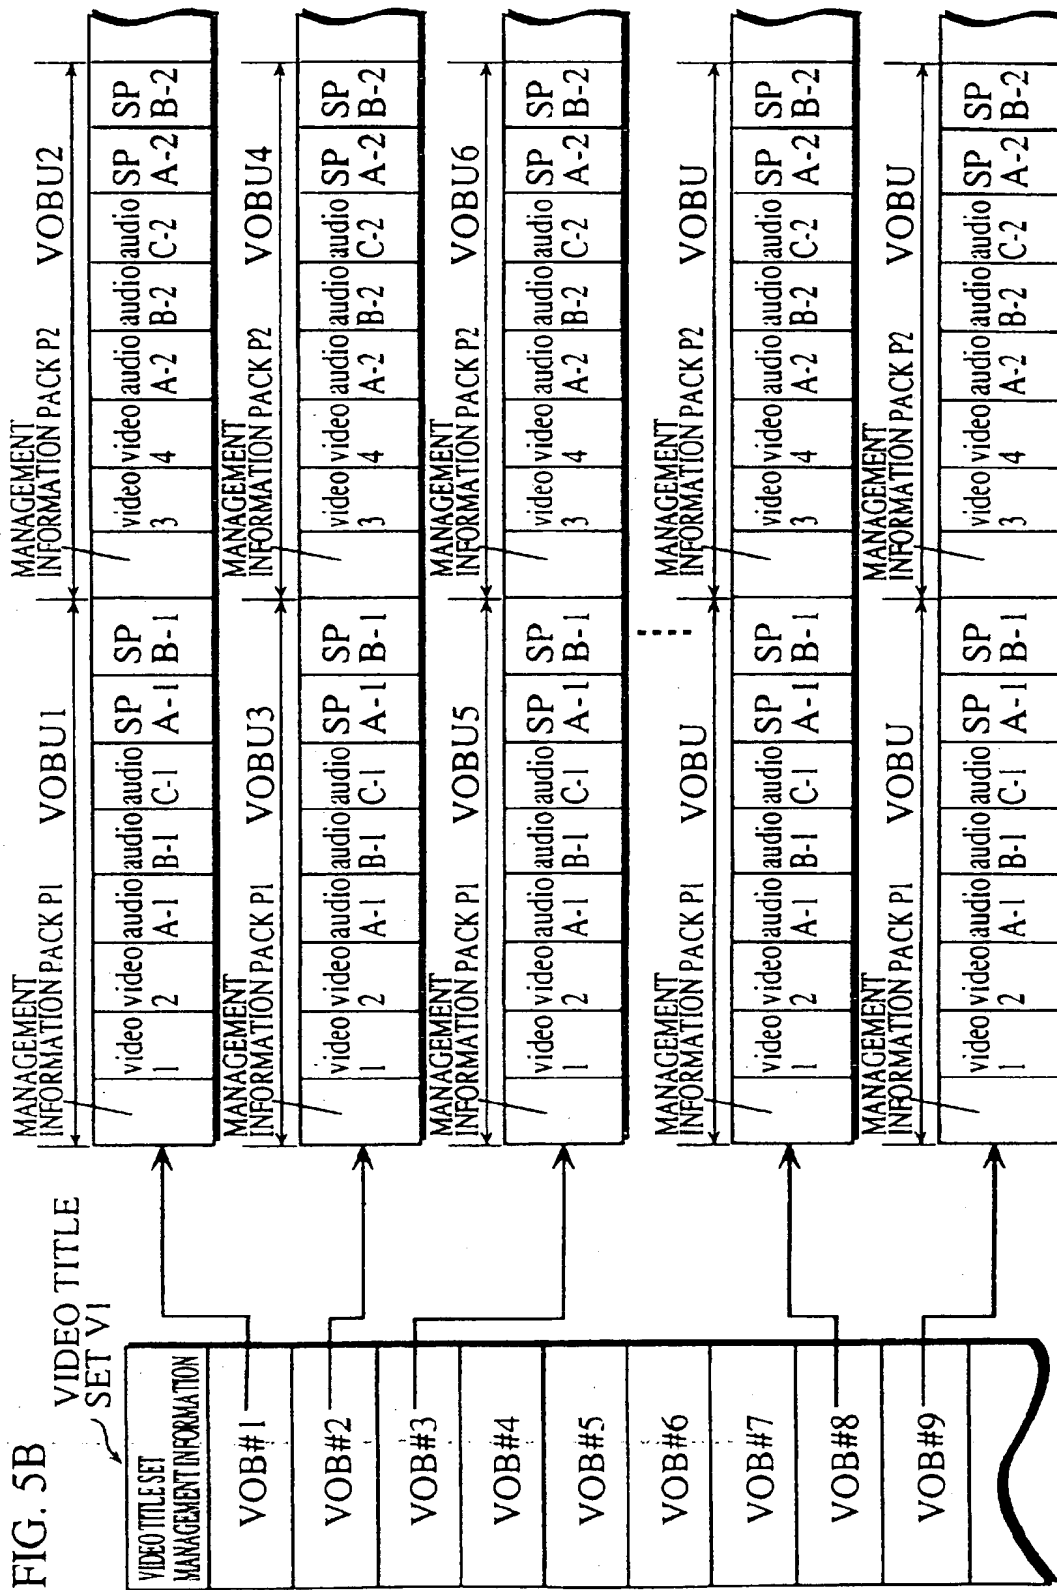 FIG. 5B
VIDEO TITLE
SET V1
VIDEO TITLE SET
MANAGEMENT INFORMATION
VOB#1
VOB#2
VOB#3
VOB#4
VOB#5
VOB#6
VOB#7
VOB#8
VOB#9
MANAGEMENT
INFORMATION PACK P1
VOBU1
MANAGEMENT
INFORMATION PACK P2
VOBU2
video video audio audio audio SP SP video video audio audio audio SP SP
1 2 A-1 B-1 C-1 A-1 B-1 3 4 A-2 B-2 C-2 A-2 B-2
MANAGEMENT
INFORMATION PACK P1
VOBU3
MANAGEMENT
INFORMATION PACK P2
VOBU4
video video audio audio audio SP SP video video audio audio audio SP SP
1 2 A-1 B-1 C-1 A-1 B-1 3 4 A-2 B-2 C-2 A-2 B-2
MANAGEMENT
INFORMATION PACK P1
VOBU5
MANAGEMENT
INFORMATION PACK P2
VOBU6
video video audio audio audio SP SP video video audio audio audio SP SP
1 2 A-1 B-1 C-1 A-1 B-1 3 4 A-2 B-2 C-2 A-2 B-2
MANAGEMENT
INFORMATION PACK P1
VOBU
MANAGEMENT
INFORMATION PACK P2
VOBU
video video audio audio audio SP SP video video audio audio audio SP SP
1 2 A-1 B-1 C-1 A-1 B-1 3 4 A-2 B-2 C-2 A-2 B-2
MANAGEMENT
INFORMATION PACK P1
VOBU
MANAGEMENT
INFORMATION PACK P2
VOBU
video video audio audio audio SP SP video video audio audio audio SP SP
1 2 A-1 B-1 C-1 A-1 B-1 3 4 A-2 B-2 C-2 A-2 B-2